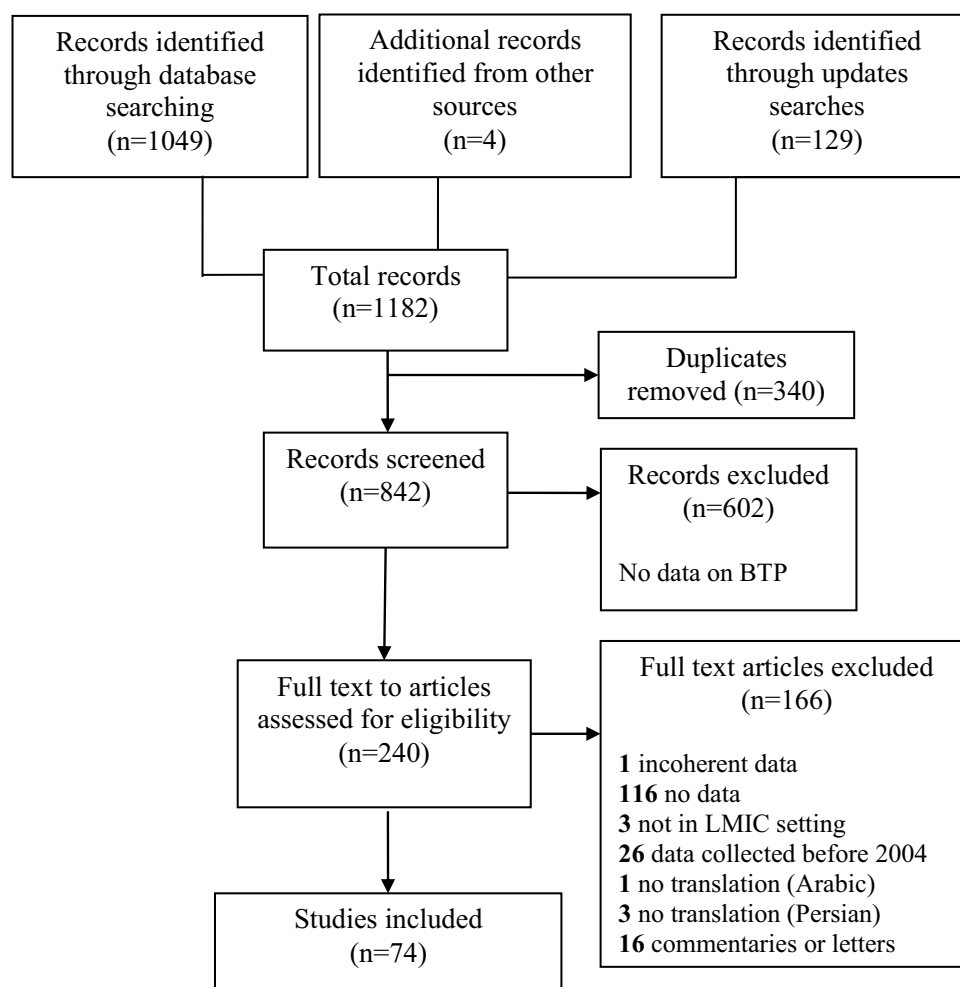 Records identified
through database
searching
(n=1049)
Additional records
identified from other
sources
(n=4)
Records identified
through updates
searches
(n=129)
Total records
(n=1182)
Duplicates
removed (n=340)
Records screened
(n=842)
Records excluded
(n=602)
No data on BTP
Full text to articles
assessed for eligibility
(n=240)
Full text articles excluded
(n=166)
1 incoherent data
116 no data
3 not in LMIC setting
26 data collected before 2004
1 no translation (Arabic)
3 no translation (Persian)
16 commentaries or letters
Studies included
(n=74)